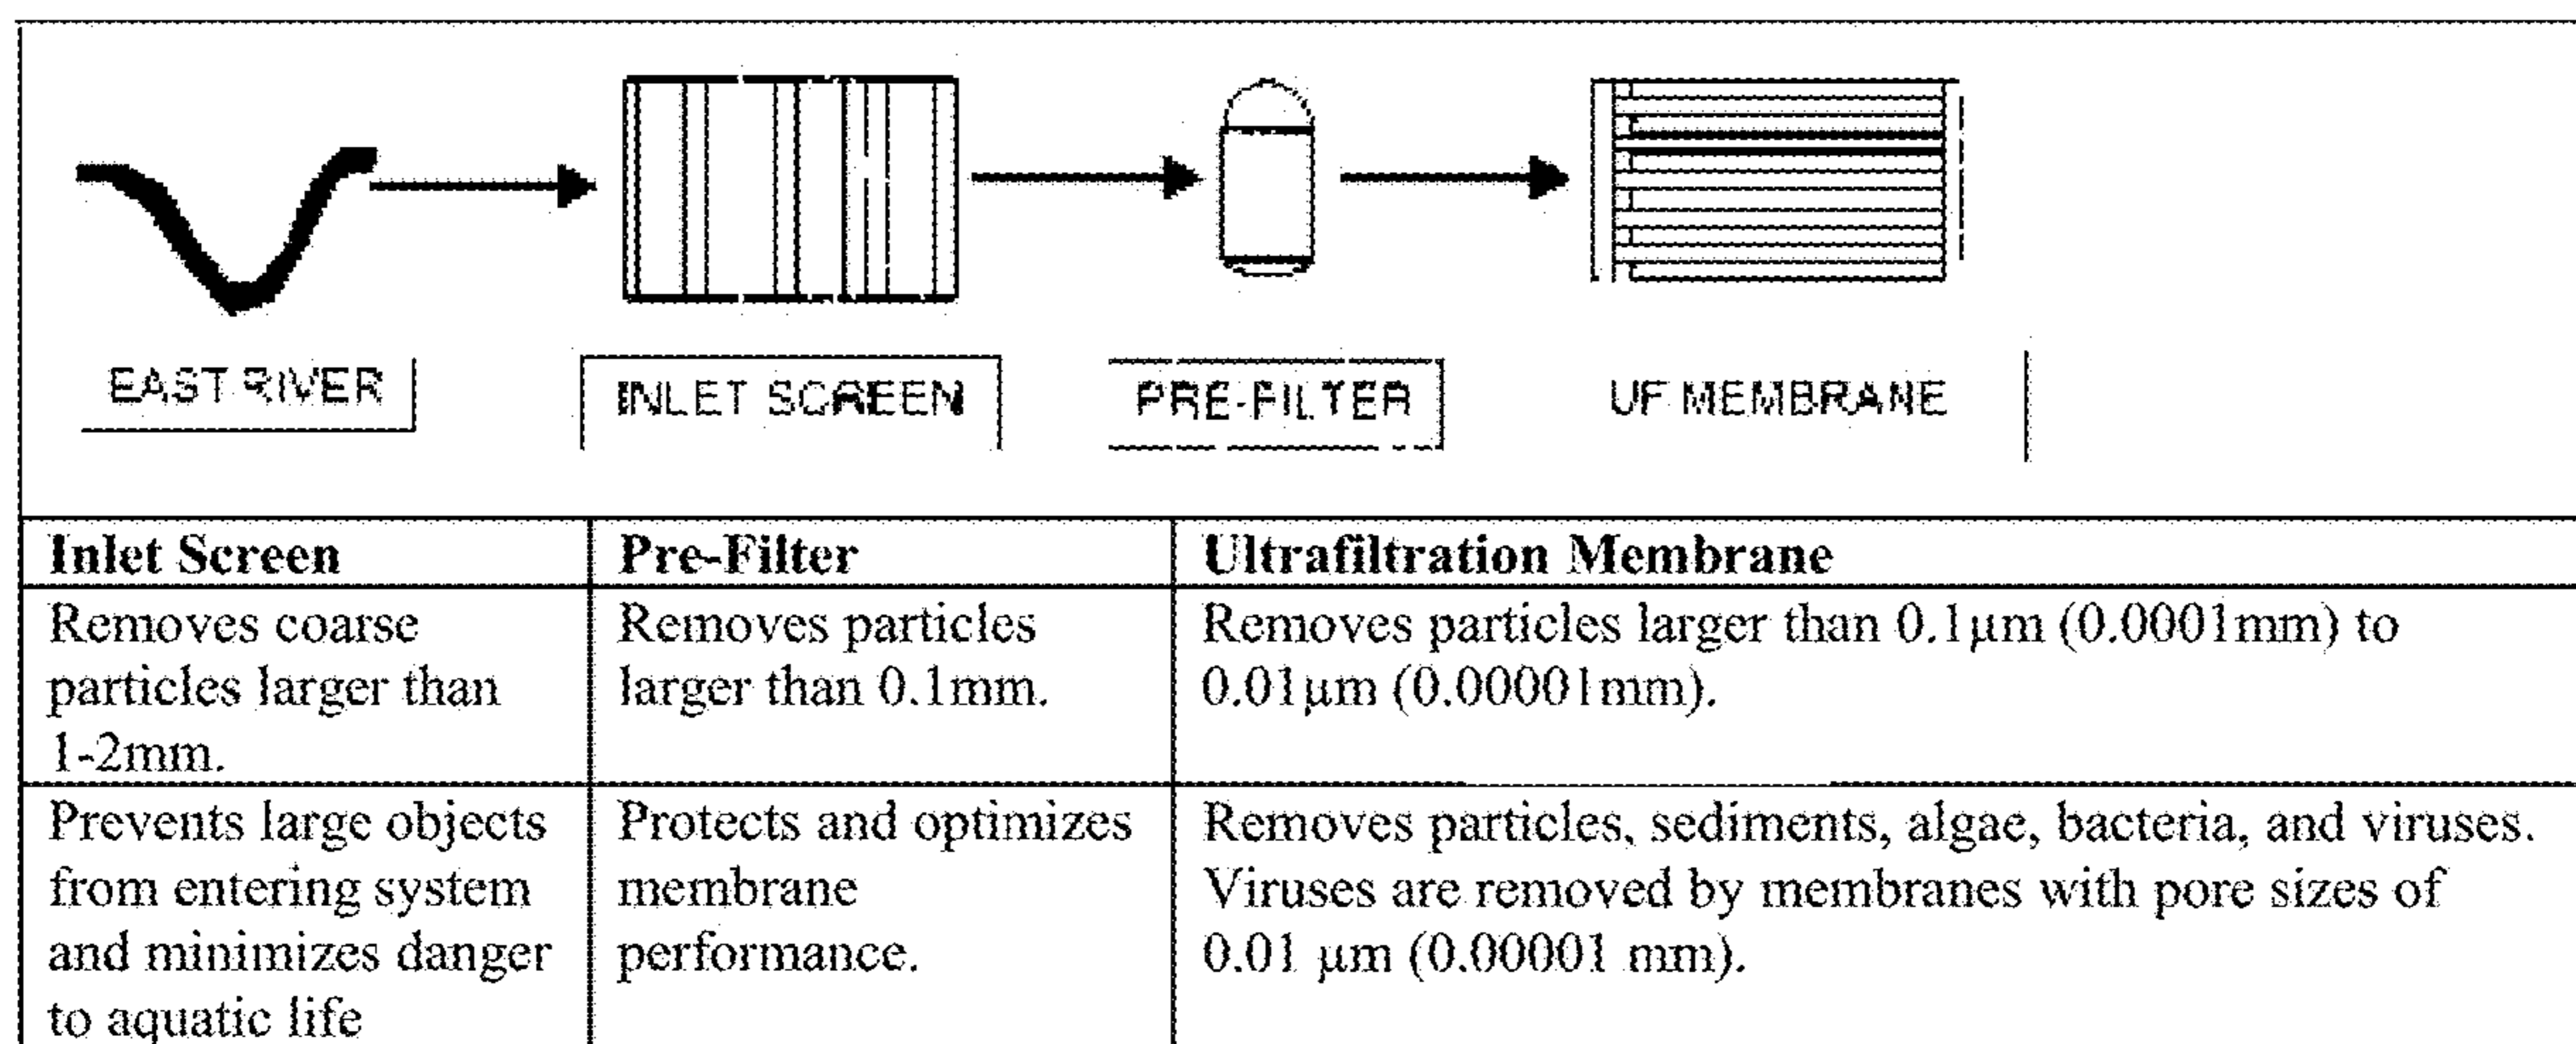 EAST RIVER
INLET SCREEN
PRE-FILTER
UF MEMBRANE
Inlet Screen
Pre-Filter
Ultrafiltration Membrane
Removes coarse
particles larger than
1-2mm.
Removes particles
larger than 0.1mm.
Removes particles larger than 0.1µm (0.0001mm) to
0.01µm (0.00001mm).
Prevents large objects
from entering system
and minimizes danger
to aquatic life
Protects and optimizes
membrane
performance.
Removes particles, sediments, algae, bacteria, and viruses.
Viruses are removed by membranes with pore sizes of
0.01 µm (0.00001 mm).